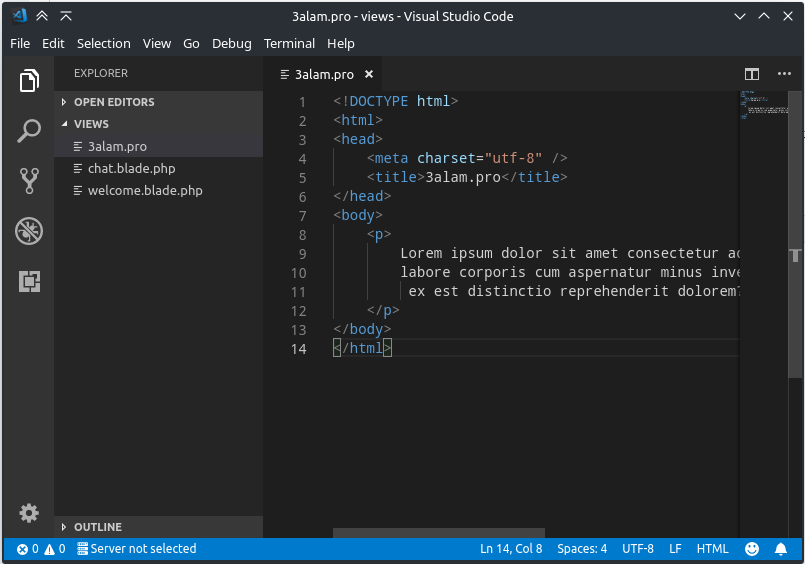 3alam.pro - views - Visual Studio Code
File Edit Selection View Go Debug Terminal Help
EXPLORER
3alam.pro
OPEN EDITORS
VIEWS
3alam.pro
chat.blade.php
welcome.blade.php
1 <!DOCTYPE html>
2 <html>
3 <head>
4 <meta charset="utf-8" />
5 <title>3alam.pro</title>
6 </head>
7 <body>
8 <p>
9 Lorem ipsum dolor sit amet consectetur
10 labore corporis cum aspernatur minus
11 ex est distinctio reprehenderit dolorem?
12 </p>
13 </body>
14 </html>
OUTLINE
0 0 Server not selected
Ln 14, Col 8 Spaces: 4 UTF-8 LF HTML